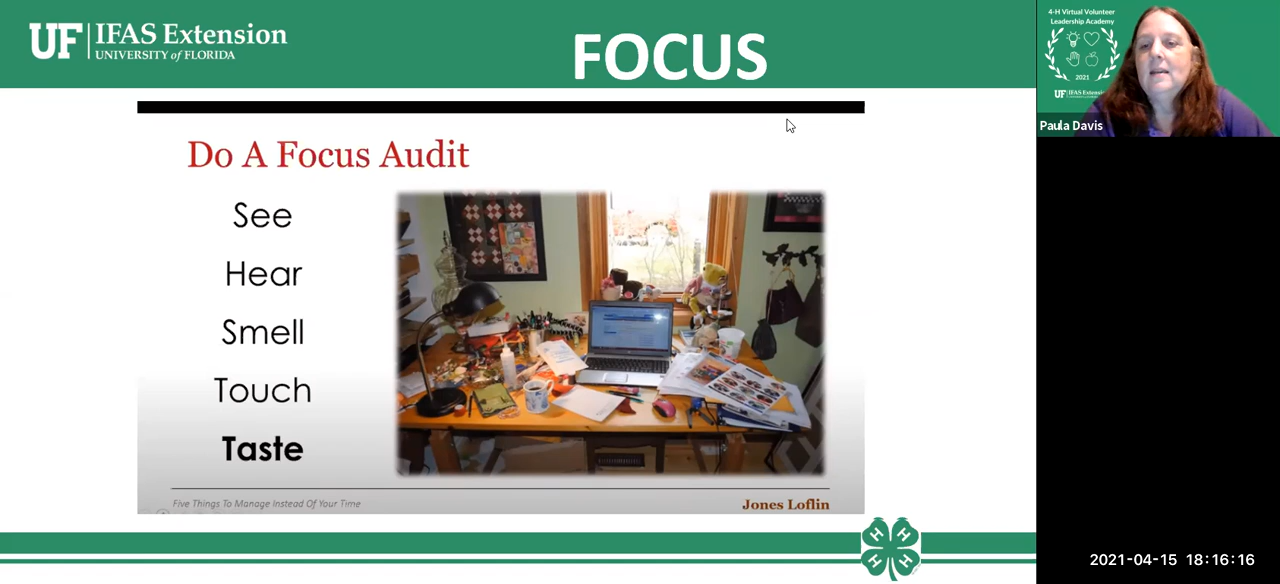 UF IFAS Extension
UNIVERSITY of FLORIDA
FOCUS
Do A Focus Audit
See
Hear
Smell
Touch
Taste
Five Things To Manage Instead Of Your Time
Jones Loflin
H H
H H
4-H Virtual Volunteer
Leadership Academy
2021
UF IFAS
Paula Davis
2021-04-15 18:16:16